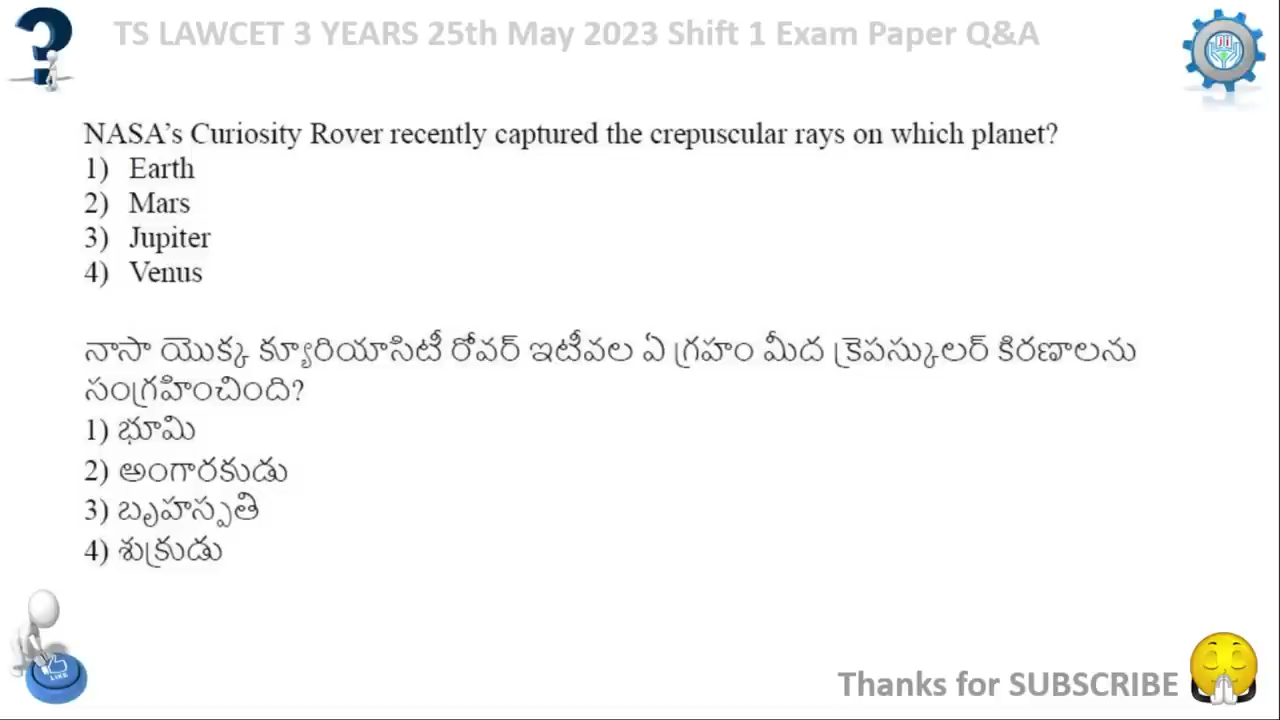 TS LAWCET 3 YEARS 25th May 2023 Shift 1 Exam Paper Q&A
NASA’s Curiosity Rover recently captured the crepuscular rays on which planet?
1) Earth
2) Mars
3) Jupiter
4) Venus
నాసా యొక్క క్యూరియాసిటీ రోవర్ ఇటీవల ఏ గ్రహం మీద క్రెపస్కులర్ కిరణాలను
సంగ్రహించింది?
1) భూమి
2) అంగారకుడు
3) బృహస్పతి
4) శుక్రుడు
LIKE
Thanks for SUBSCRIBE